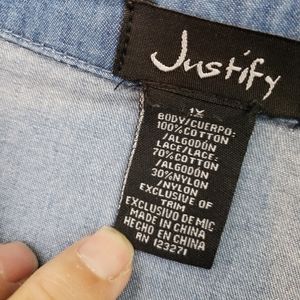 Justify
1X
BODY/CUERPO:
100%COTTON
/ALGODÓN
LACE/LACE:
70%COTTON
/ALGODÓN
30%NYLON
/NYLON
EXCLUSIVE OF
TRIM
EXCLUSIVO DE MIC
MADE IN CHINA
HECHO EN CHINA
RN 123271